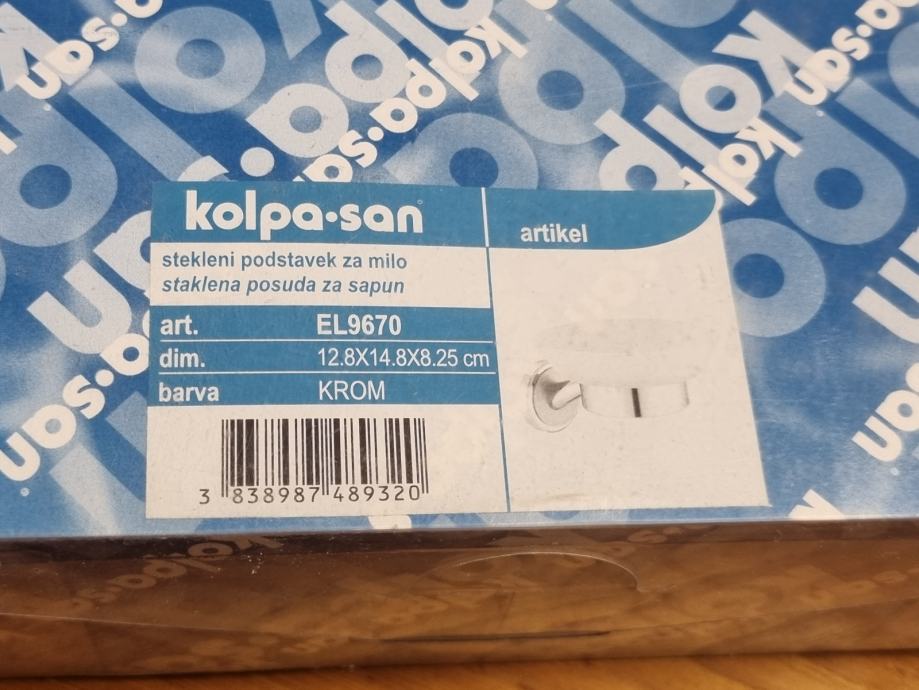 kolpa•san
artikel
stekleni podstavek za milo
staklena posuda za sapun
art. EL9670
dim. 12.8X14.8X8.25 cm
barva KROM
3 838987 489320